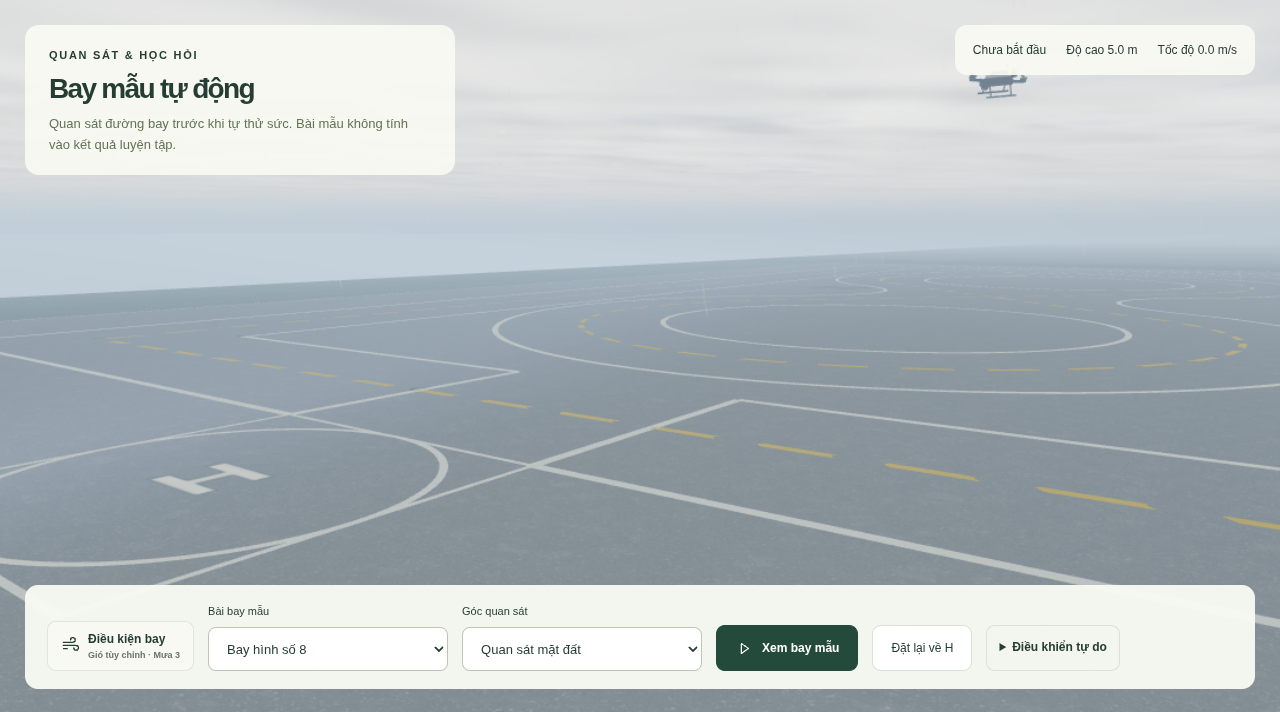 QUAN SÁT & HỌC HỎI
Bay mẫu tự động
Quan sát đường bay trước khi tự thử sức. Bài mẫu không tính
vào kết quả luyện tập.
Chưa bắt đầu Độ cao 5.0 m Tốc độ 0.0 m/s
H
Điều kiện bay
Gió tùy chỉnh · Mưa 3
Bài bay mẫu
Bay hình số 8
Góc quan sát
Quan sát mặt đất
Xem bay mẫu
Đặt lại về H
Điều khiển tự do